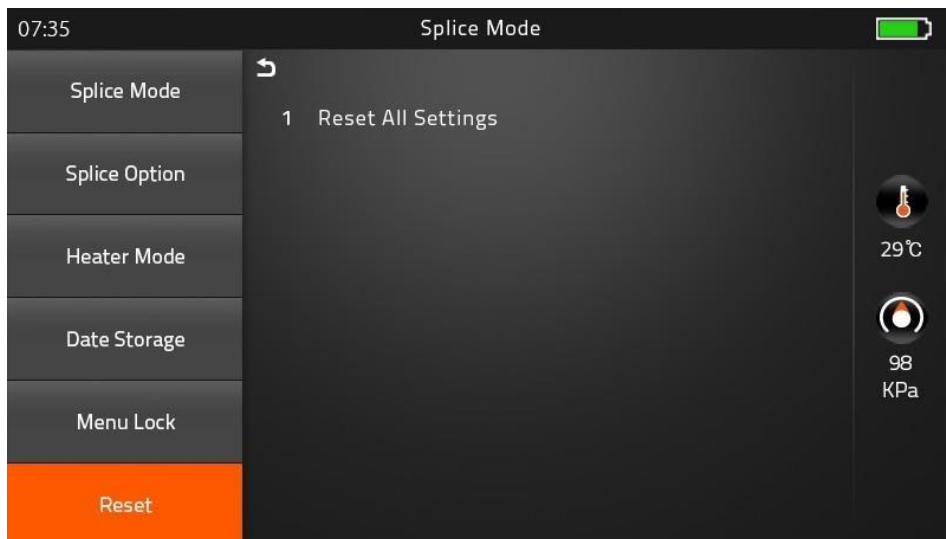 07:35
Splice Mode
Splice Mode
Splice Option
Heater Mode
Date Storage
Menu Lock
Reset
1 Reset All Settings
29℃
98
KPa